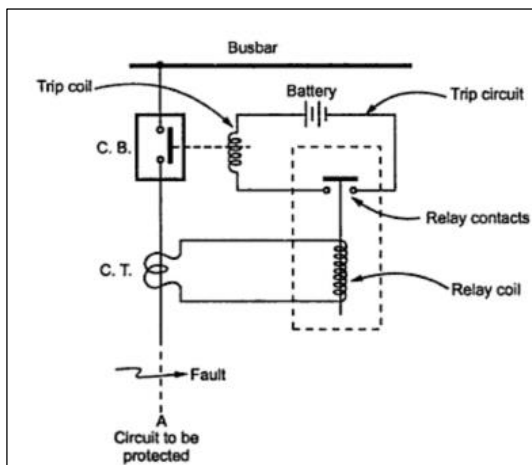 Busbar
Trip coil
Battery
Trip circuit
C. B.
Relay contacts
C. T.
Relay coil
Fault
A
Circuit to be
protected